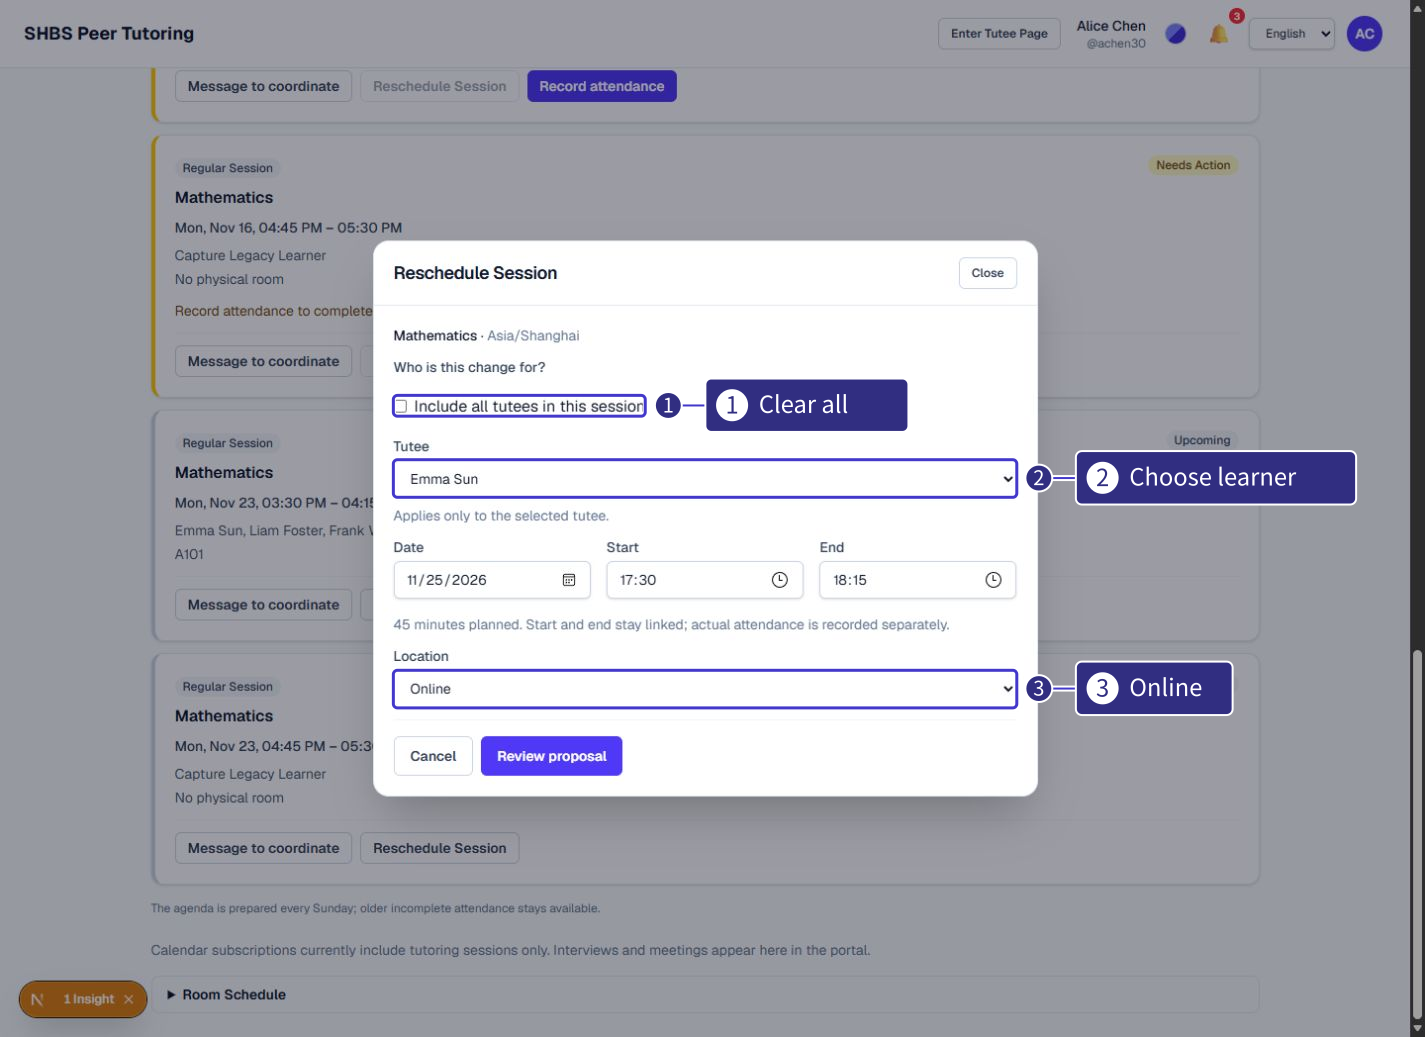 SHBS Peer Tutoring
Enter Tutee Page
Alice Chen
@achen30
3
English
AC
Message to coordinate
Reschedule Session
Record attendance
Regular Session
Needs Action
Mathematics
Mon, Nov 16, 04:45 PM – 05:30 PM
Capture Legacy Learner
No physical room
Record attendance to complete
Message to coordinate
Regular Session
Upcoming
Mathematics
Mon, Nov 23, 03:30 PM – 04:15
Emma Sun, Liam Foster, Frank
A101
Message to coordinate
Regular Session
Mathematics
Mon, Nov 23, 04:45 PM – 05:3
Capture Legacy Learner
No physical room
Message to coordinate
Reschedule Session
Reschedule Session
Close
Mathematics · Asia/Shanghai
Who is this change for?
Include all tutees in this session
1
1 Clear all
Tutee
Emma Sun
2
2 Choose learner
Applies only to the selected tutee.
Date
Start
End
11/25/2026
17:30
18:15
45 minutes planned. Start and end stay linked; actual attendance is recorded separately.
Location
Online
3
3 Online
Cancel
Review proposal
The agenda is prepared every Sunday; older incomplete attendance stays available.
Calendar subscriptions currently include tutoring sessions only. Interviews and meetings appear here in the portal.
N 1 Insight ×
Room Schedule